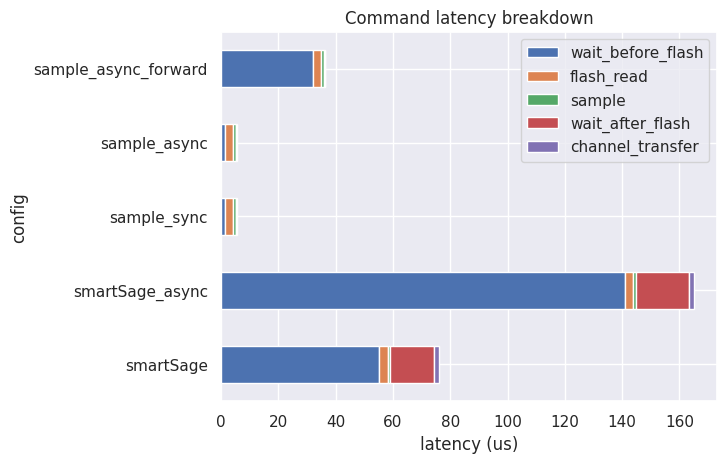 Command latency breakdown
wait_before_flash
flash_read
sample
wait_after_flash
channel_transfer
config
sample_async_forward
sample_async
sample_sync
smartSage_async
smartSage
0 20 40 60 80 100 120 140 160
latency (us)